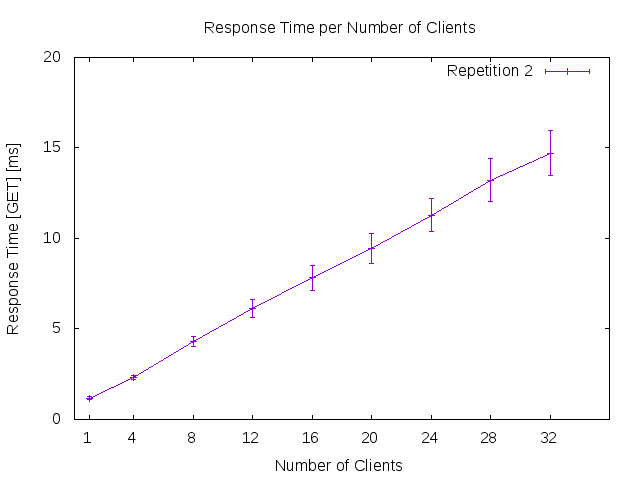 Response Time per Number of Clients
Repetition 2
Response Time [GET] [ms]
20
15
10
5
0
1 4 8 12 16 20 24 28 32
Number of Clients